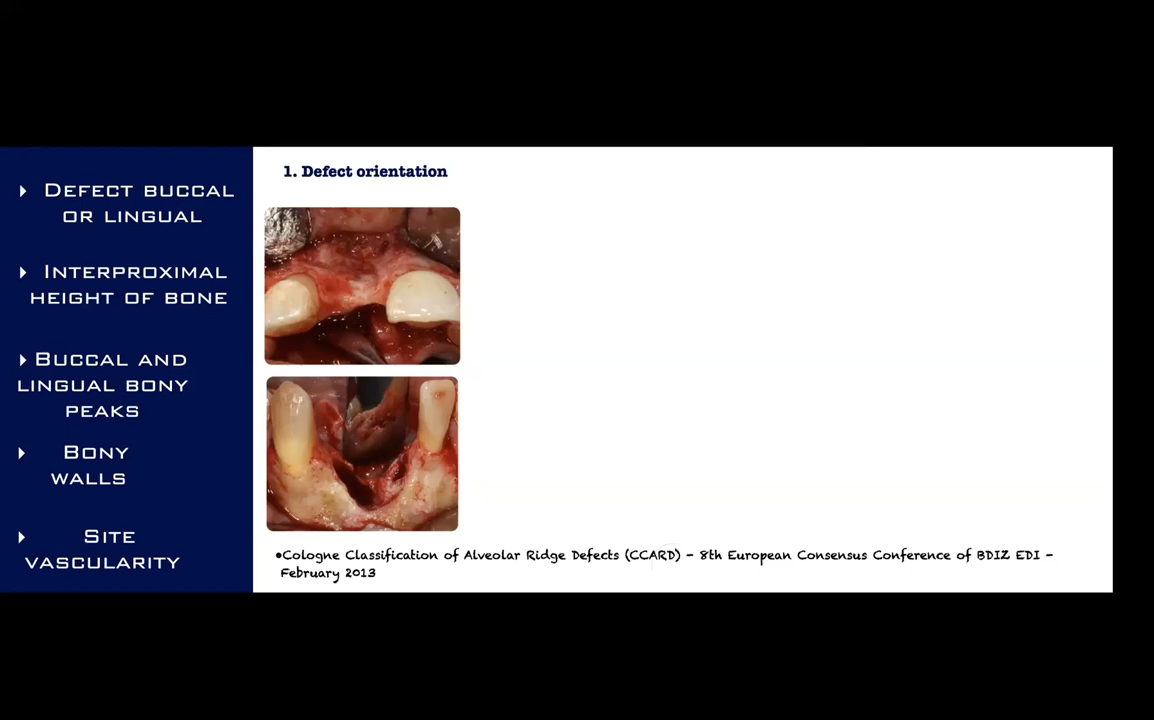 Defect buccal
or lingual
Interproximal
height of bone
Buccal and
lingual bony
peaks
Bony
walls
Site
vascularity
1. Defect orientation
•Cologne Classification of Alveolar Ridge Defects (CCARD) - 8th European Consensus Conference of BDIZ EDI -
February 2013